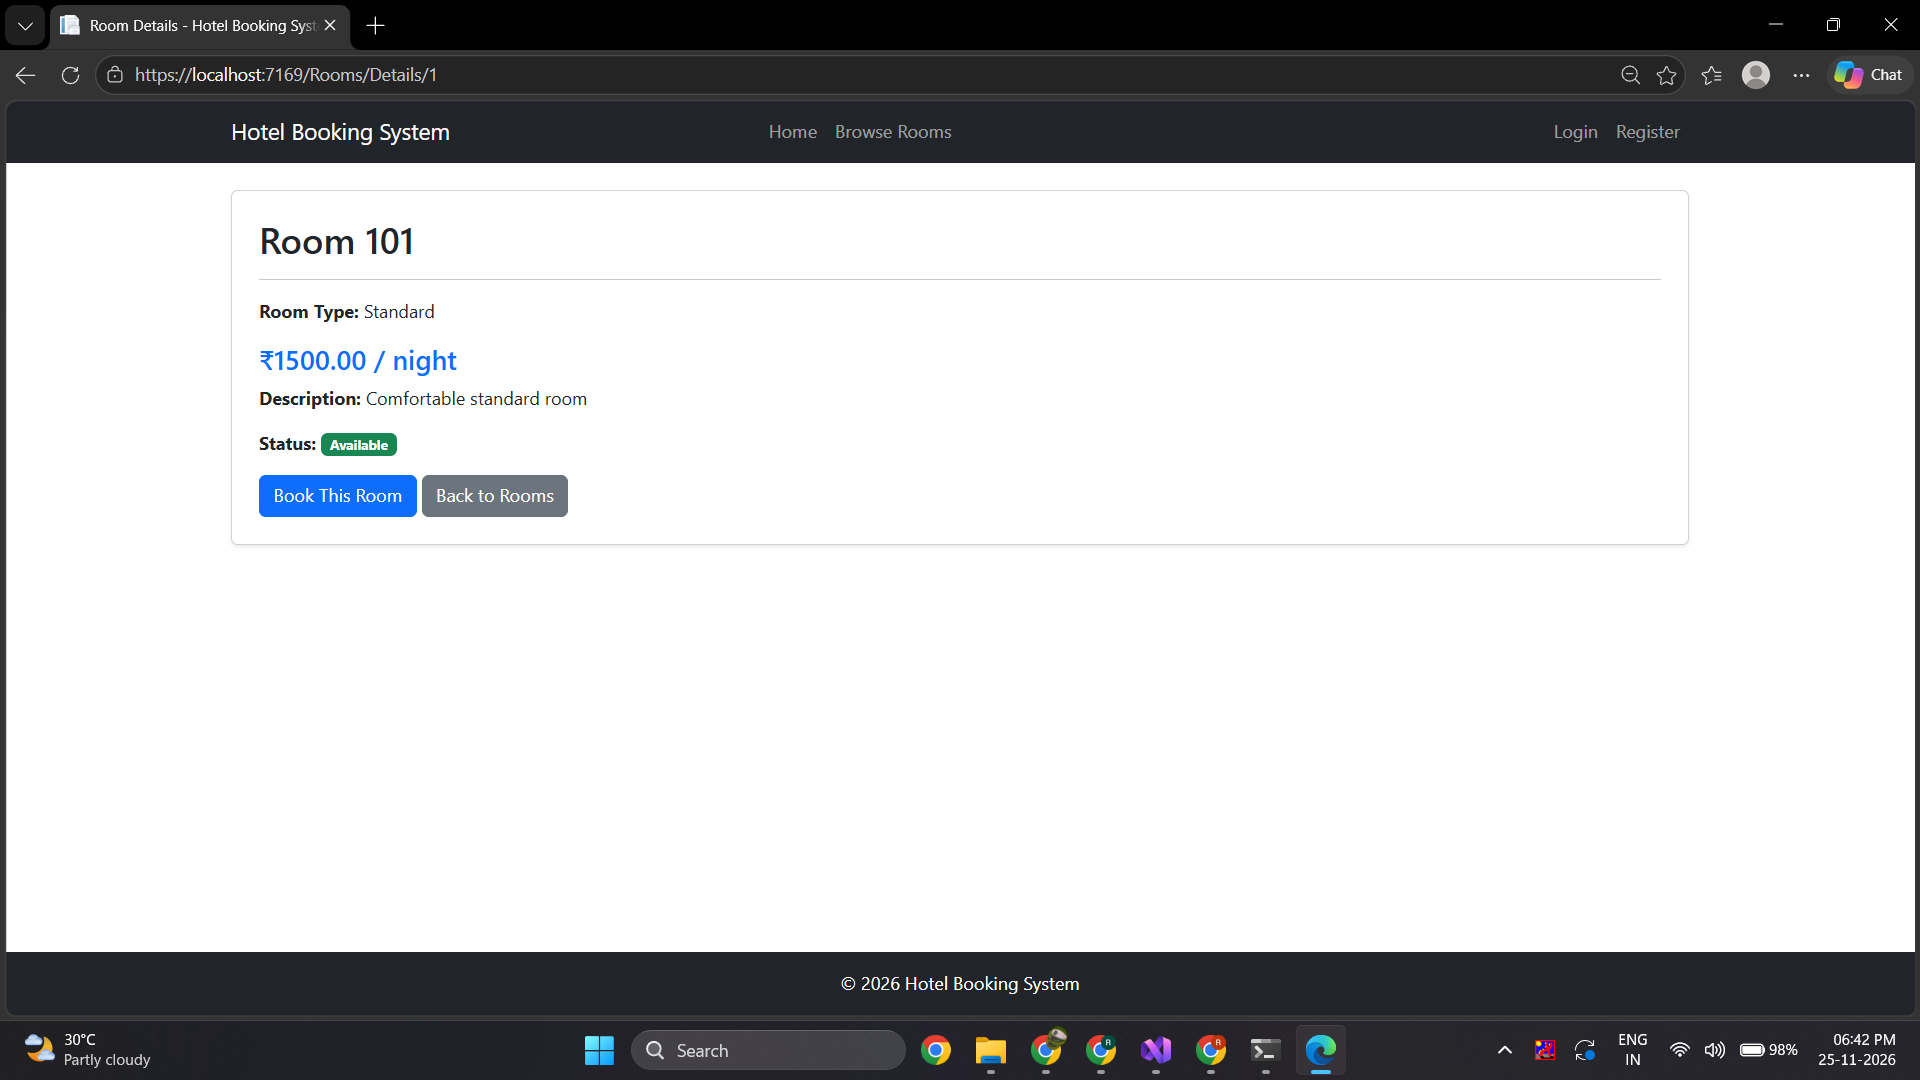 Room Details - Hotel Booking Syst
https://localhost:7169/Rooms/Details/1
Chat
Hotel Booking System
Home Browse Rooms
Login Register
Room 101
Room Type: Standard
₹1500.00 / night
Description: Comfortable standard room
Status: Available
Book This Room Back to Rooms
© 2026 Hotel Booking System
30°C
Partly cloudy
Search
R
R
ENG
IN
98%
06:42 PM
25-11-2026